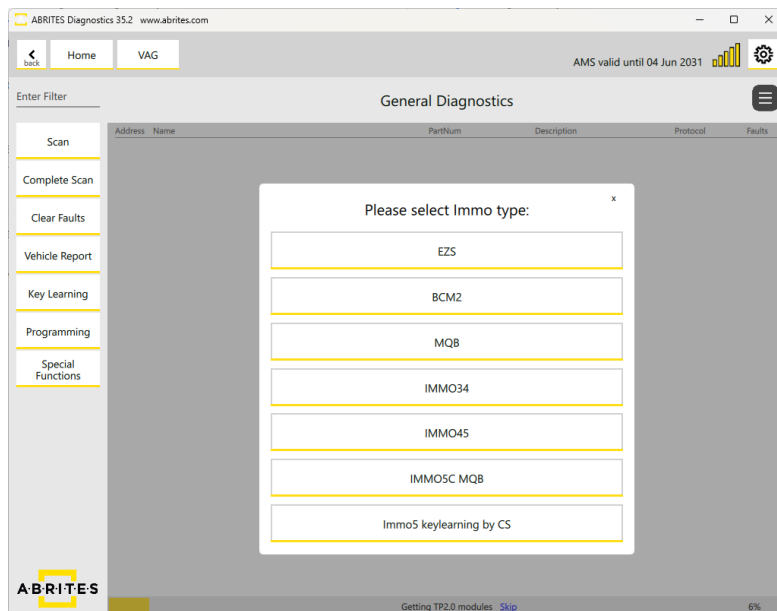 ABRITES Diagnostics 35.2 www.abrites.com
back
Home
VAG
AMS valid until 04 Jun 2031
Enter Filter
General Diagnostics
Address Name PartNum Description Protocol Faults
Scan
Complete Scan
Clear Faults
Vehicle Report
Key Learning
Programming
Special
Functions
Please select Immo type:
x
EZS
BCM2
MQB
IMMO34
IMMO45
IMMO5C MQB
Immo5 keylearning by CS
A·B·R·I·T·E·S
Getting TP2.0 modules Skip 6%